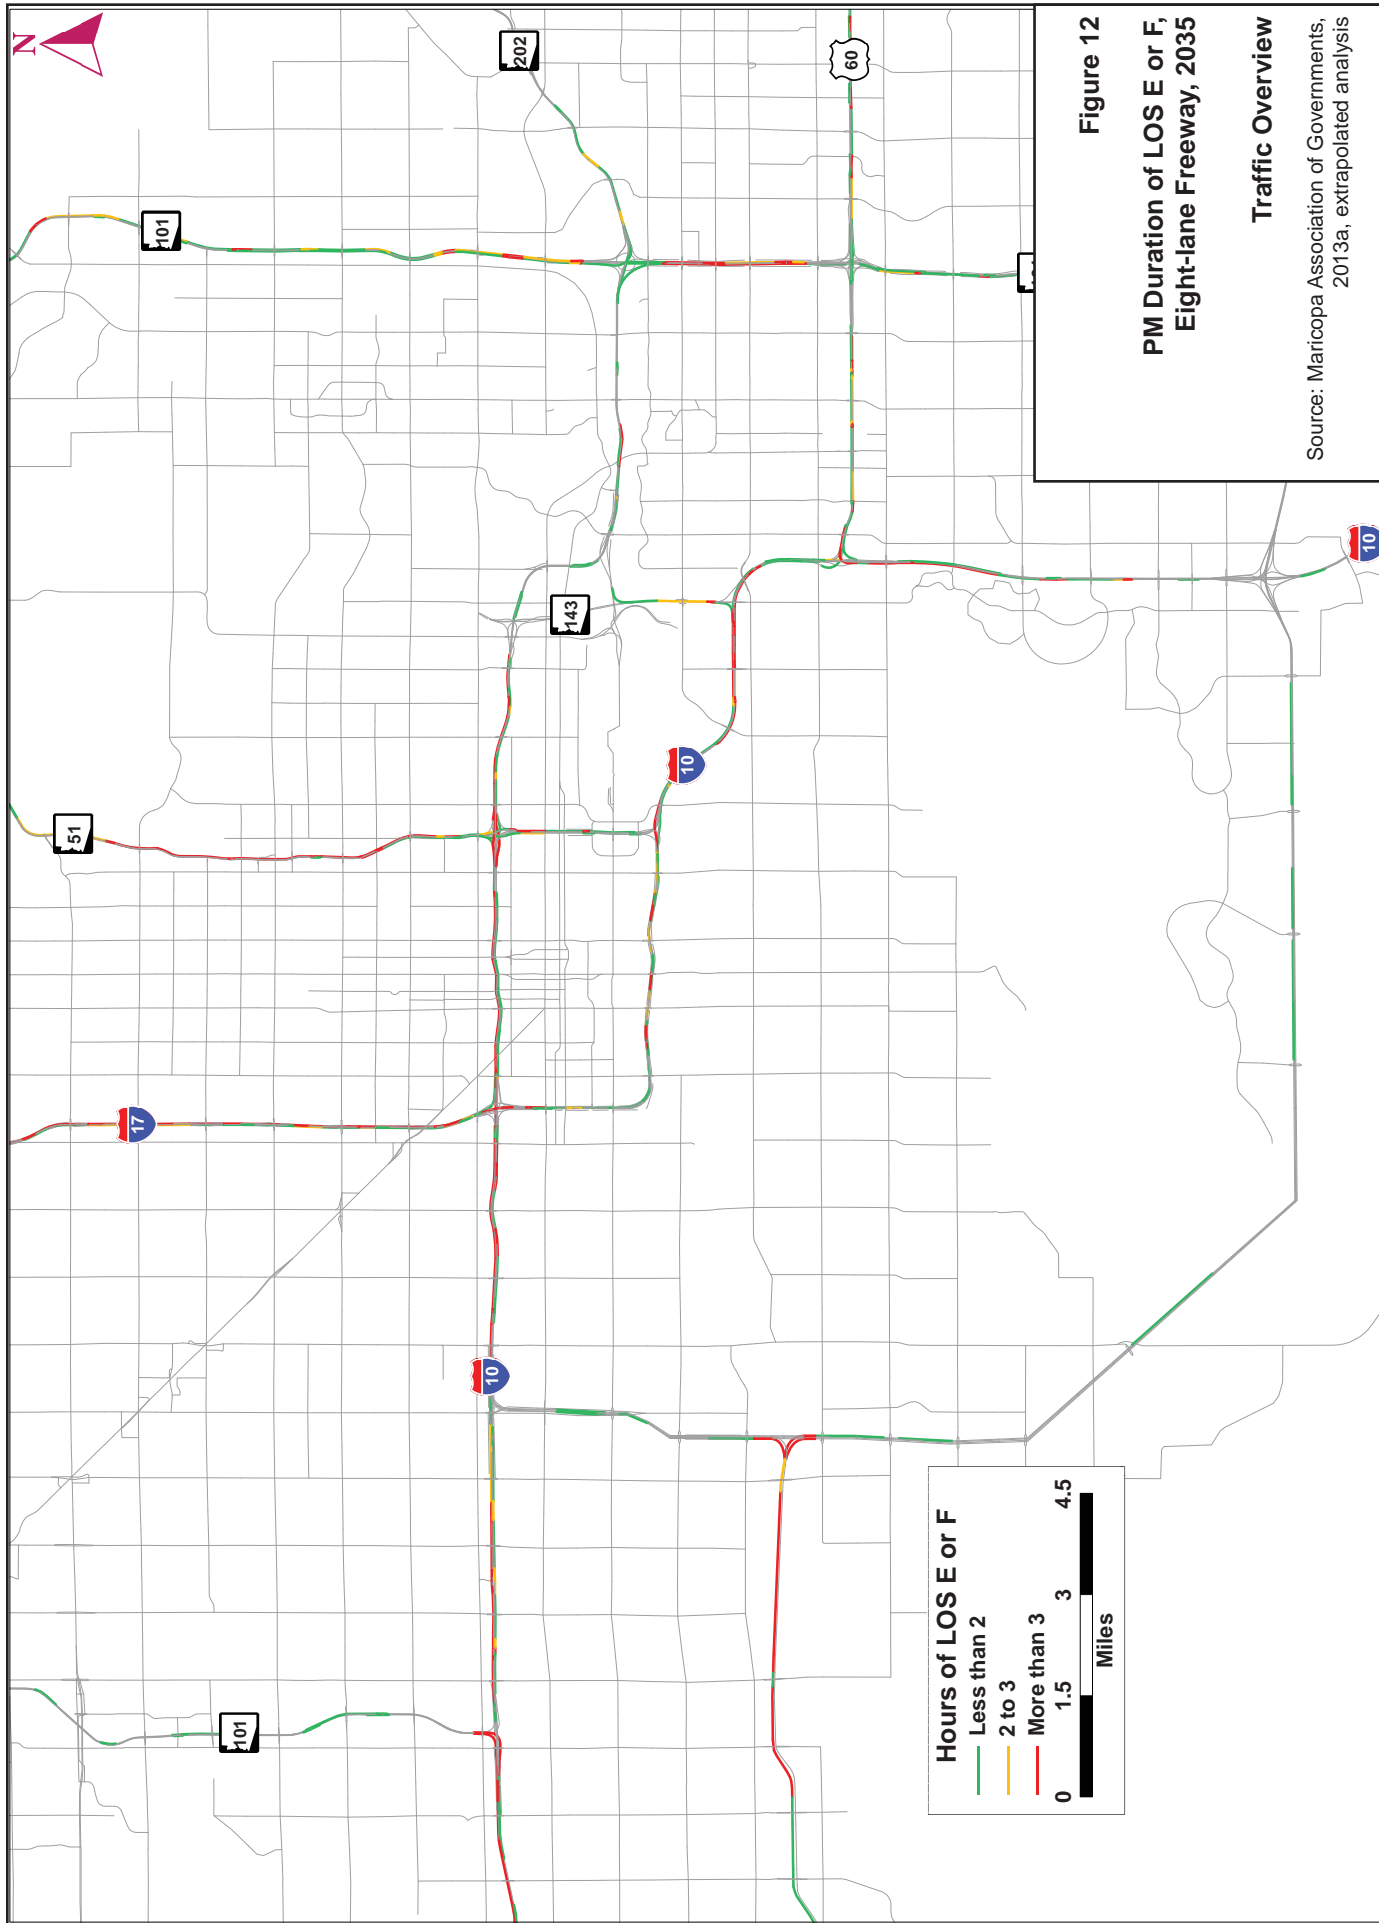 N
202
60
101
51
143
10
17
10
10
101
Figure 12
PM Duration of LOS E or F,
Eight-lane Freeway, 2035
Traffic Overview
Source: Maricopa Association of Governments,
2013a, extrapolated analysis
Hours of LOS E or F
Less than 2
2 to 3
More than 3
0 1.5 3 4.5
Miles